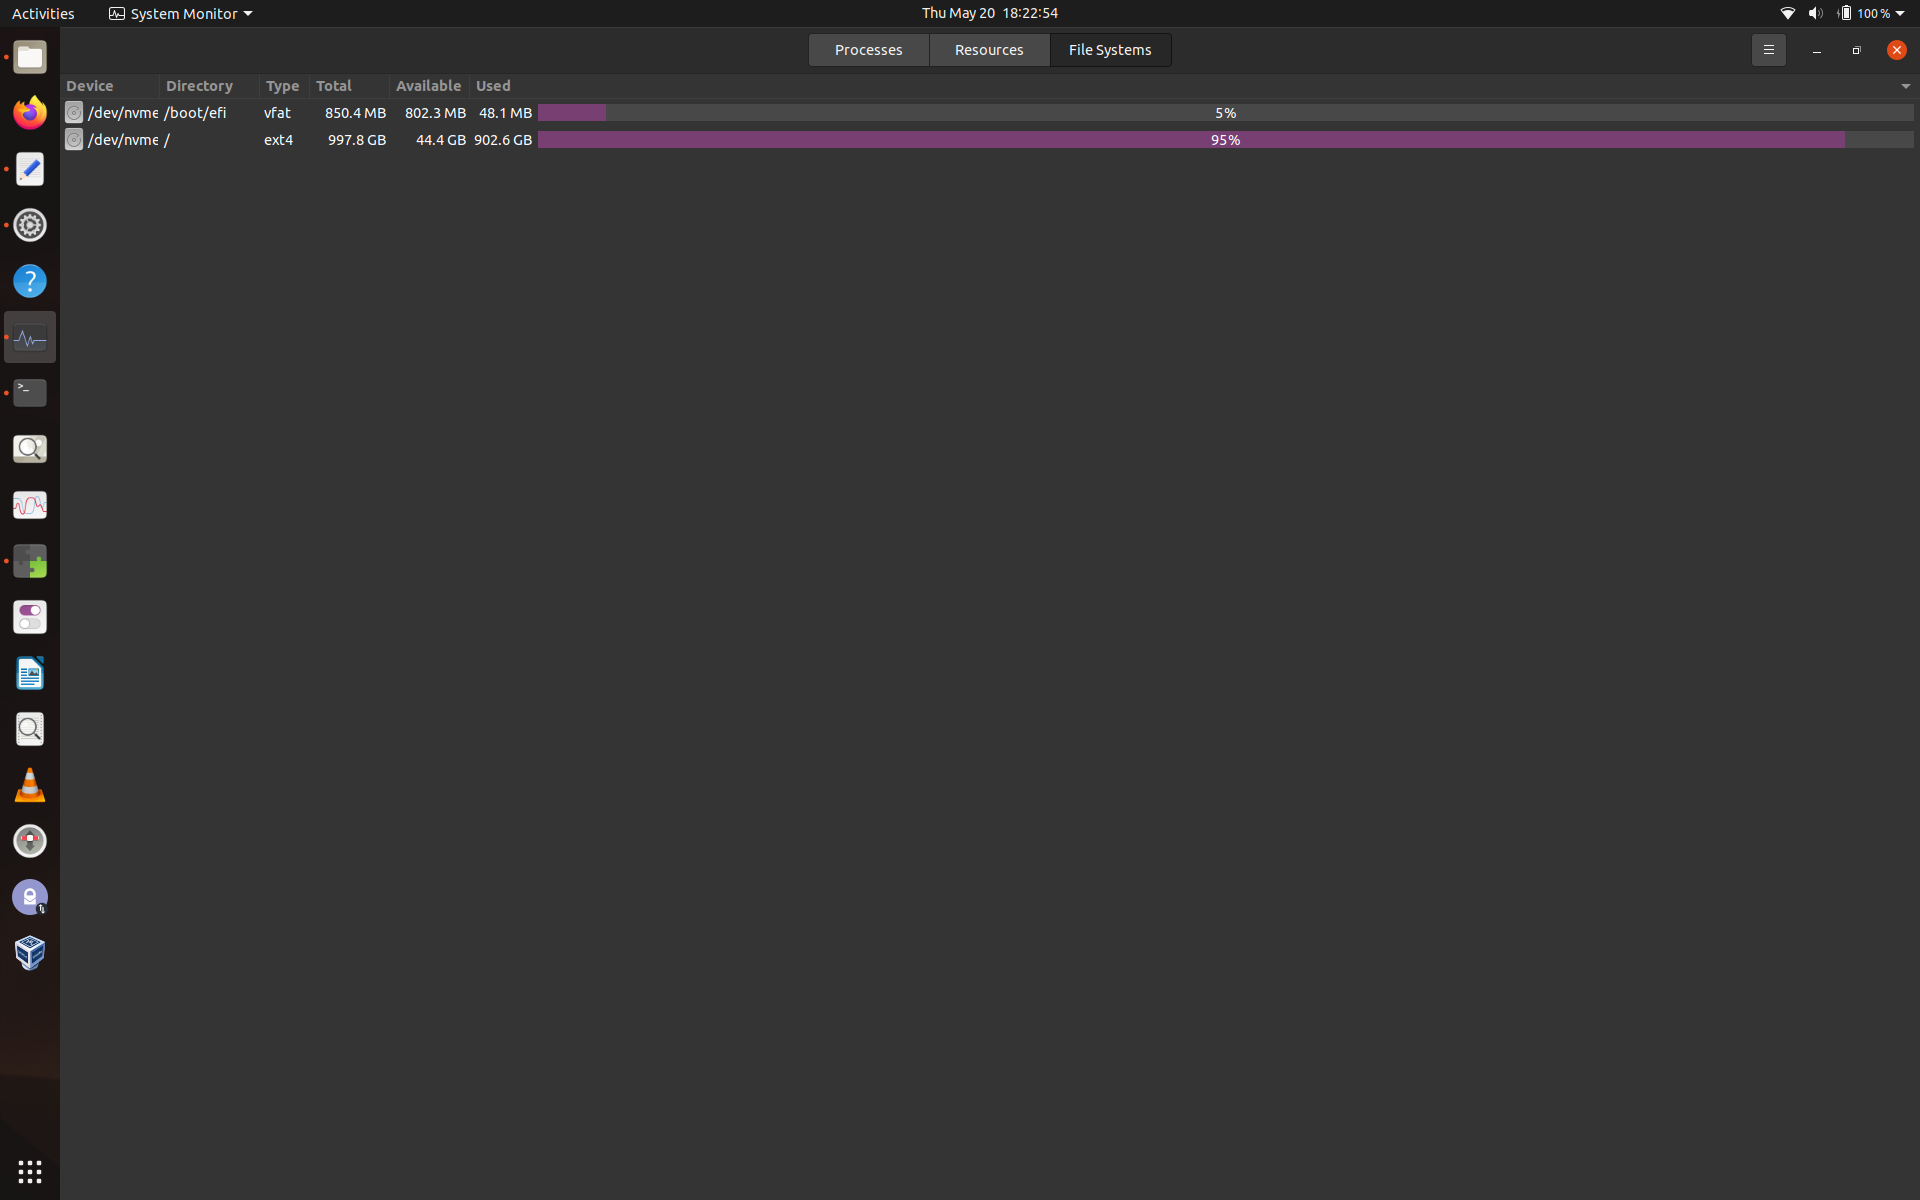 Activities System Monitor Thu May 20 18:22:54 100 %
Processes Resources File Systems
Device Directory Type Total Available Used
/dev/nvme /boot/efi vfat 850.4 MB 802.3 MB 48.1 MB 5%
/dev/nvme / ext4 997.8 GB 44.4 GB 902.6 GB 95%